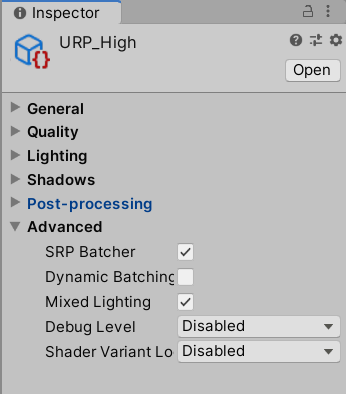 Inspector
URP_High
Open
General
Quality
Lighting
Shadows
Post-processing
Advanced
SRP Batcher
Dynamic Batching
Mixed Lighting
Debug Level Disabled
Shader Variant Lo Disabled